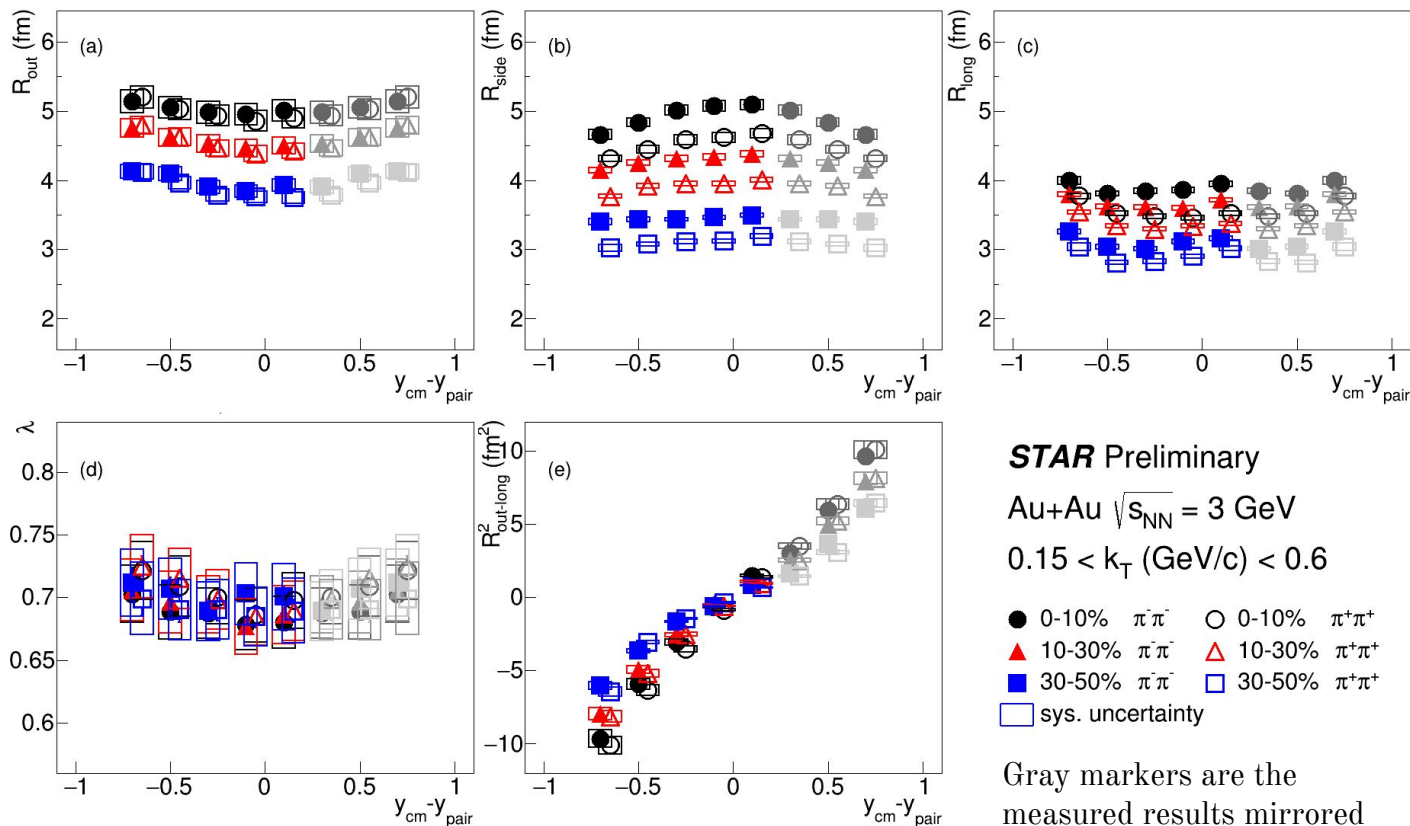 R_out (fm)
(a)
6
5
4
3
2
−1 −0.5 0 0.5 1
y_cm-y_pair
R_side (fm)
(b)
6
5
4
3
2
−1 −0.5 0 0.5 1
y_cm-y_pair
R_long (fm)
(c)
6
5
4
3
2
−1 −0.5 0 0.5 1
y_cm-y_pair
λ
(d)
0.8
0.75
0.7
0.65
0.6
−1 −0.5 0 0.5 1
y_cm-y_pair
R²_out-long (fm²)
(e)
10
5
0
−5
−10
−1 −0.5 0 0.5 1
y_cm-y_pair
STAR Preliminary
Au+Au √s_NN = 3 GeV
0.15 < k_T (GeV/c) < 0.6
0-10% π⁻π⁻ 0-10% π⁺π⁺
10-30% π⁻π⁻ 10-30% π⁺π⁺
30-50% π⁻π⁻ 30-50% π⁺π⁺
sys. uncertainty
Gray markers are the
measured results mirrored